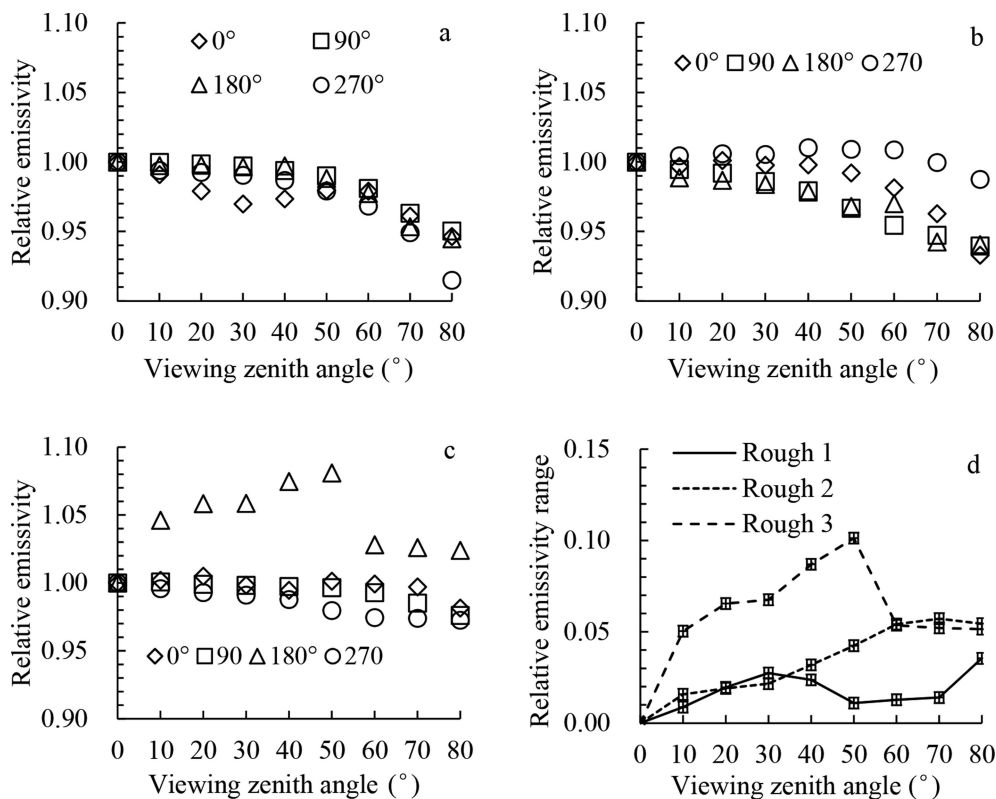 1.10
1.05
1.00
0.95
0.90
Relative emissivity
a
0° 90°
180° 270°
0 10 20 30 40 50 60 70 80
Viewing zenith angle (°)
1.10
1.05
1.00
0.95
0.90
Relative emissivity
b
0° 90 180° 270
0 10 20 30 40 50 60 70 80
Viewing zenith angle (°)
1.10
1.05
1.00
0.95
0.90
Relative emissivity
c
0° 90 180° 270
0 10 20 30 40 50 60 70 80
Viewing zenith angle (°)
0.15
0.10
0.05
0.00
Relative emissivity range
d
Rough 1
Rough 2
Rough 3
0 10 20 30 40 50 60 70 80
Viewing zenith angle (°)